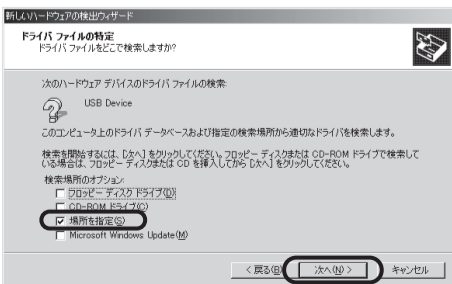 新しいハードウェアの検出ウィザード
ドライバ ファイルの特定
ドライバ ファイルをどこで検索しますか?
次のハードウェア デバイスのドライバ ファイルの検索:
USB Device
このコンピュータ上のドライバ データベースおよび指定の検索場所から適切なドライバを検索します。
検索を開始するには、[次へ] をクリックしてください。フロッピー ディスクまたは CD-ROM ドライブで検索して
いる場合は、フロッピー ディスクまたは CD を挿入してから [次へ] をクリックしてください。
検索場所のオプション:
フロッピー ディスク ドライブ(D)
CD-ROM ドライブ(C)
場所を指定(S)
Microsoft Windows Update(M)
< 戻る(B)
次へ(N) >
キャンセル